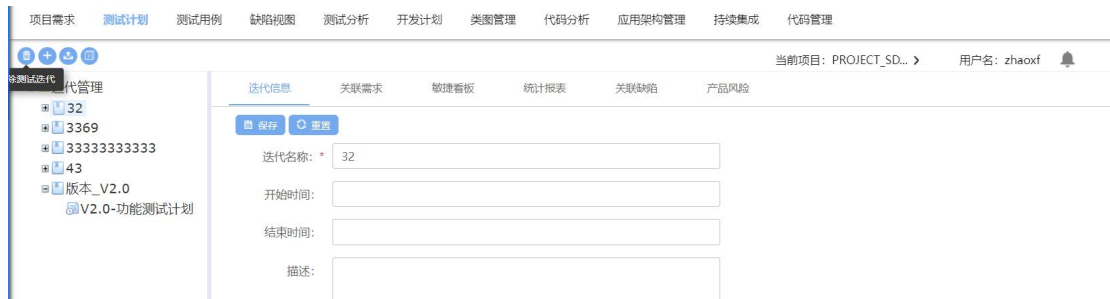 项目需求 测试计划 测试用例 缺陷视图 测试分析 开发计划 类图管理 代码分析 应用架构管理 持续集成 代码管理
当前项目: PROJECT_SD... 用户名: zhaoxf
除测试迭代
迭代管理
32
3369
33333333333
43
版本_V2.0
V2.0-功能测试计划
迭代信息 关联需求 敏捷看板 统计报表 关联缺陷 产品风险
保存 重置
迭代名称: * 32
开始时间:
结束时间:
描述: